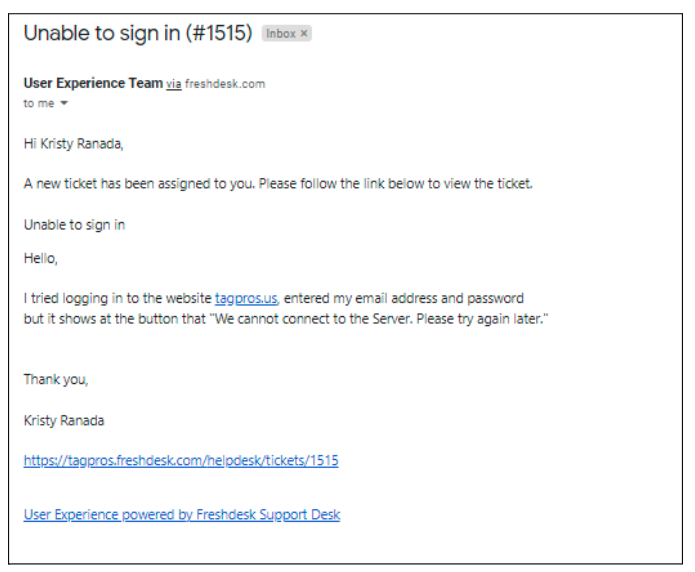 Unable to sign in (#1515) Inbox ×
User Experience Team via freshdesk.com
to me
Hi Kristy Ranada,
A new ticket has been assigned to you. Please follow the link below to view the ticket.
Unable to sign in
Hello,
I tried logging in to the website tagpros.us, entered my email address and password
but it shows at the button that "We cannot connect to the Server. Please try again later."
Thank you,
Kristy Ranada
https://tagpros.freshdesk.com/helpdesk/tickets/1515
User Experience powered by Freshdesk Support Desk